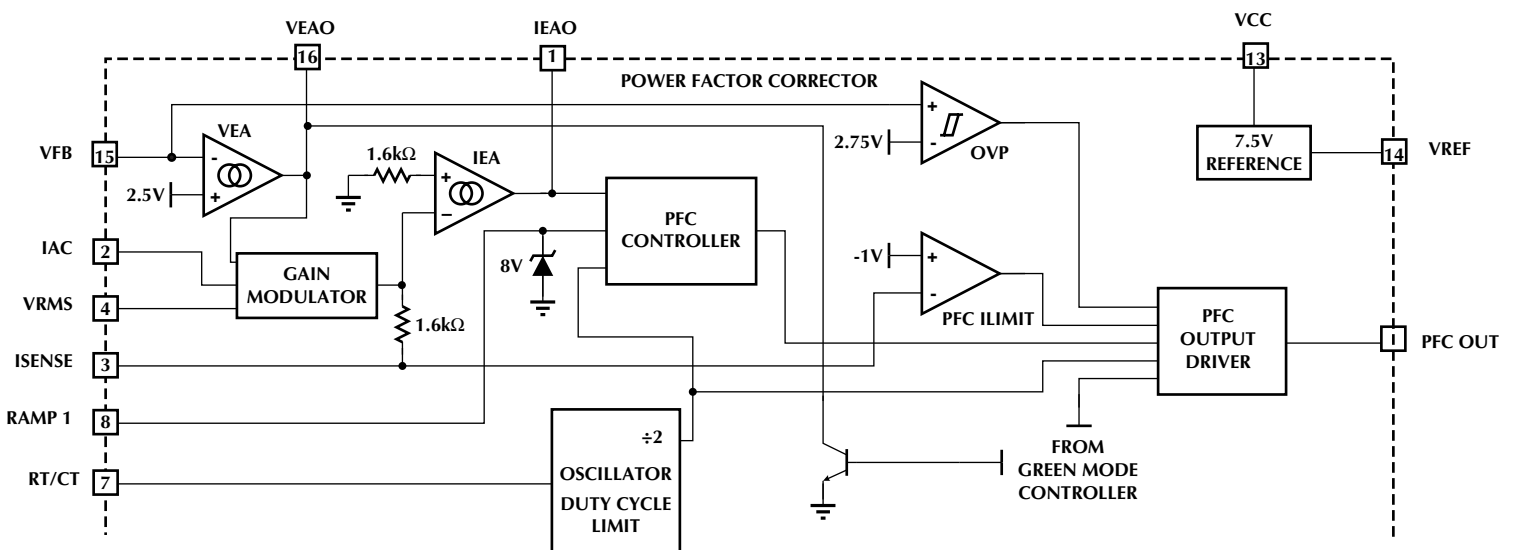 VEAO
16
IEAO
1
VCC
13
POWER FACTOR CORRECTOR
VFB
15
VEA
-
+
2.5V
1.6kΩ
IEA
+
–
2.75V
+
-
OVP
7.5V
REFERENCE
14
VREF
IAC
2
GAIN
MODULATOR
VRMS
4
1.6kΩ
8V
PFC
CONTROLLER
-1V
+
-
PFC ILIMIT
PFC
OUTPUT
DRIVER
PFC OUT
ISENSE
3
RAMP 1
8
RT/CT
7
÷2
OSCILLATOR
DUTY CYCLE
LIMIT
FROM
GREEN MODE
CONTROLLER